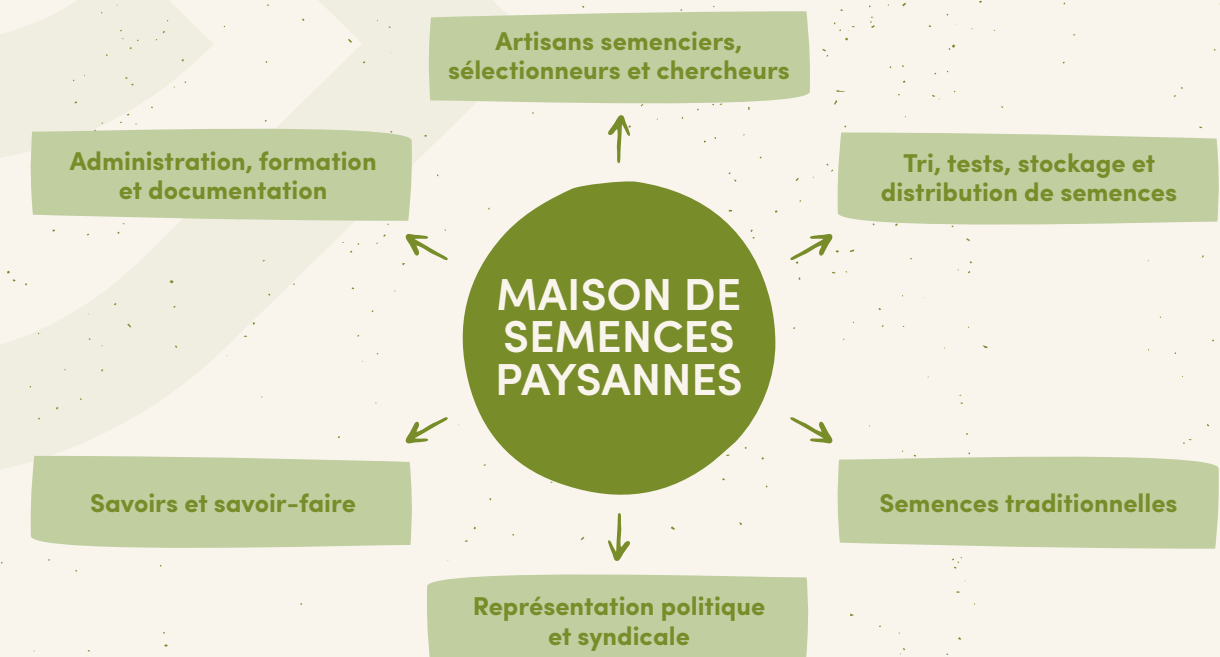 Artisans semenciers,
sélectionneurs et chercheurs
Administration, formation
et documentation
Tri, tests, stockage et
distribution de semences
MAISON DE
SEMENCES
PAYSANNES
Savoirs et savoir-faire
Semences traditionnelles
Représentation politique
et syndicale